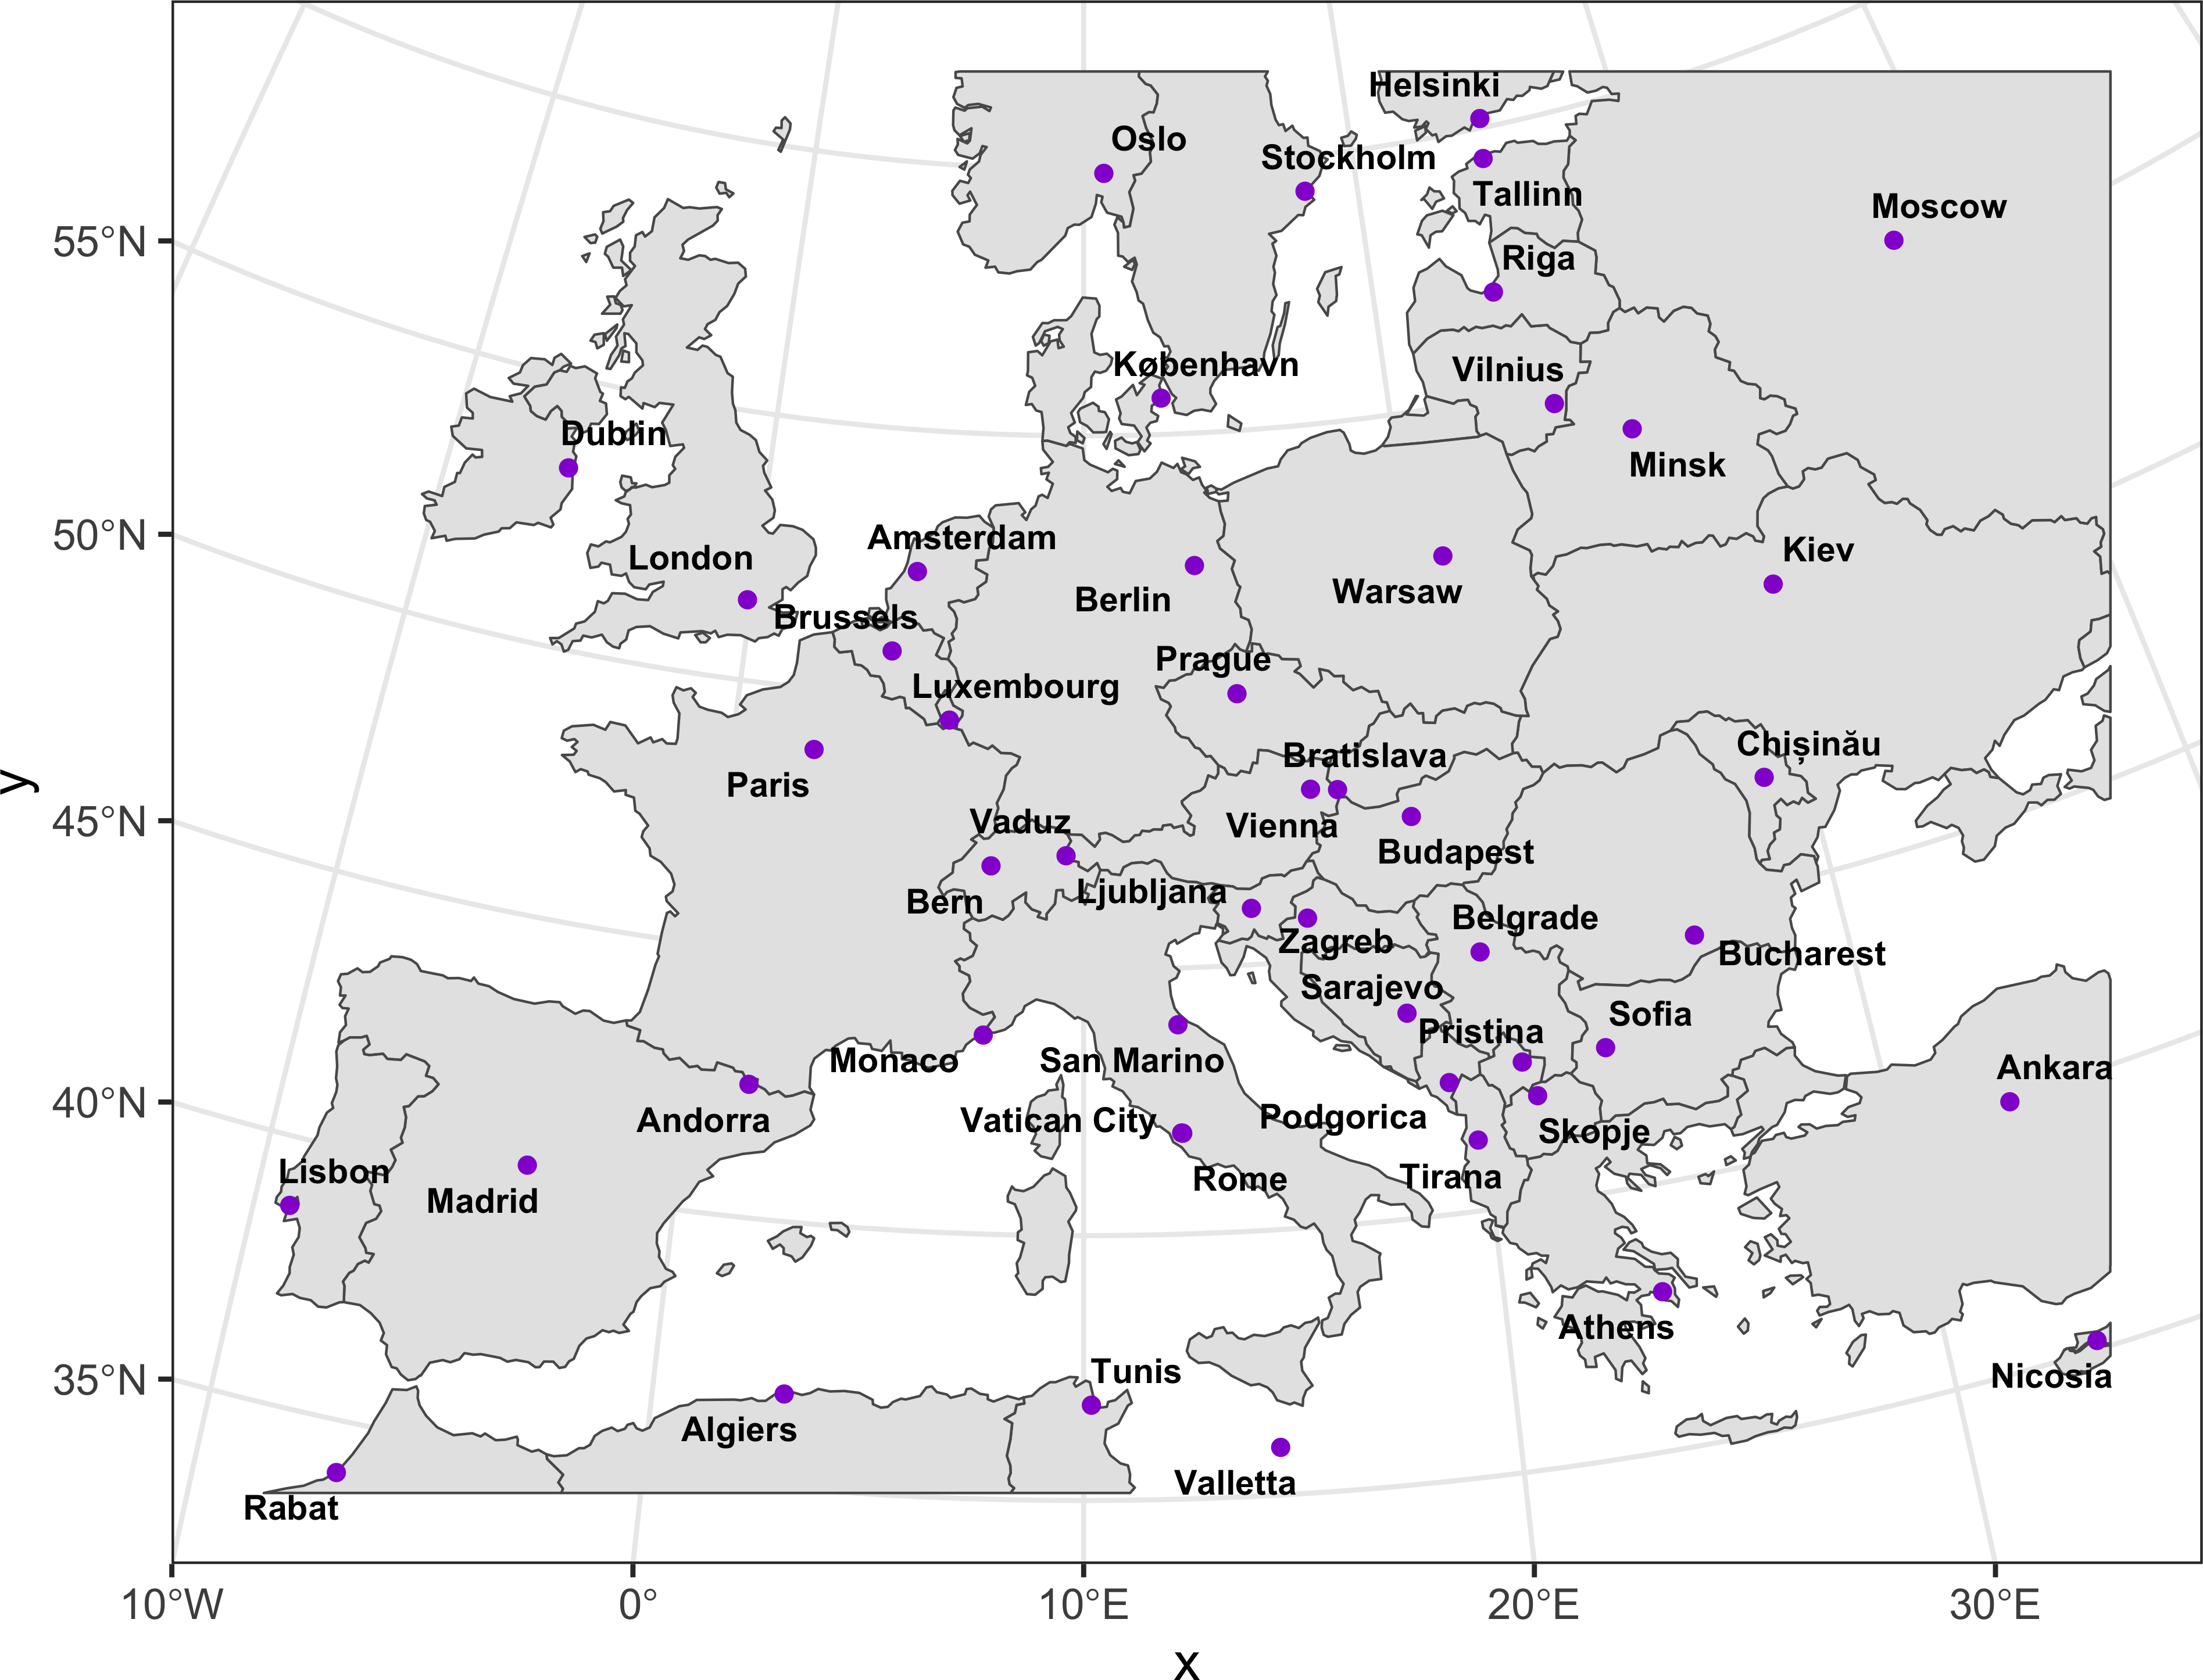 Helsinki
Oslo
Stockholm
Tallinn
Moscow
55°N
Riga
København
Vilnius
Dublin
Minsk
50°N
Amsterdam
Kiev
London
Berlin
Warsaw
Brussels
Prague
Luxembourg
Chișinău
Bratislava
y
Paris
45°N
Vaduz
Vienna
Budapest
Ljubljana
Bern
Belgrade
Zagreb
Bucharest
Sarajevo
Sofia
Pristina
Monaco
San Marino
Ankara
40°N
Andorra
Vatican City
Podgorica
Skopje
Lisbon
Tirana
Rome
Madrid
Athens
35°N
Tunis
Nicosia
Algiers
Valletta
Rabat
10°W
0°
10°E
20°E
30°E
x